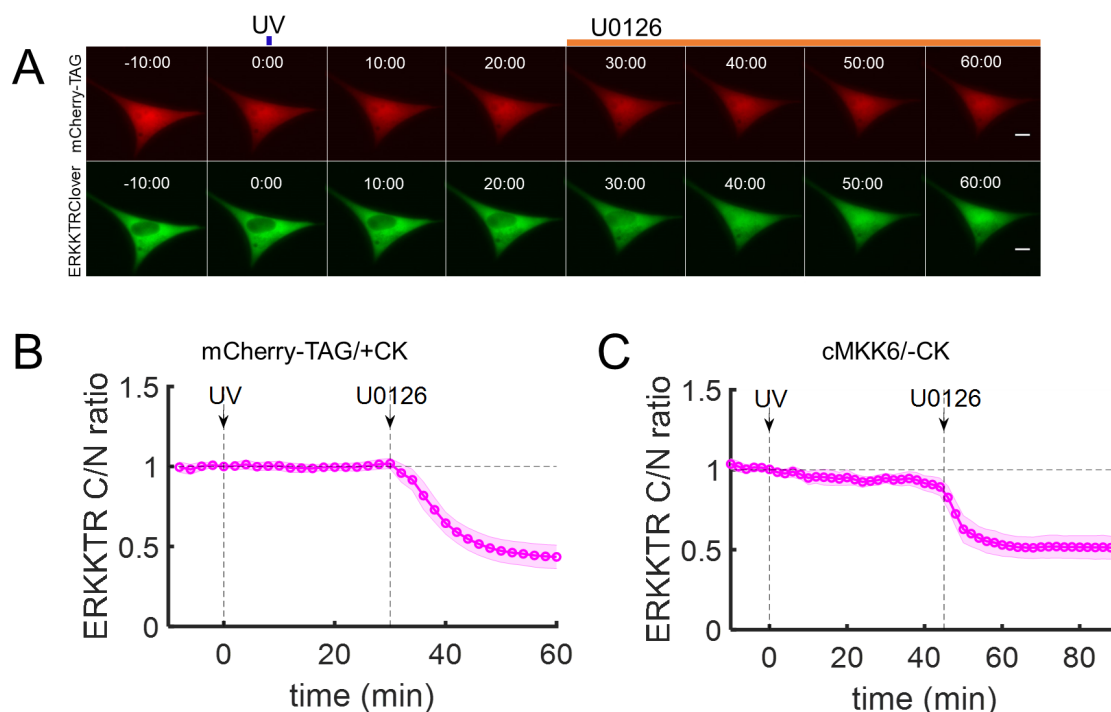 UV
U0126
A
mCherry-TAG
-10:00 0:00 10:00 20:00 30:00 40:00 50:00 60:00
ERKKTRClover
-10:00 0:00 10:00 20:00 30:00 40:00 50:00 60:00
B
mCherry-TAG/+CK
UV
U0126
ERKKTR C/N ratio
1.5
1
0.5
0
0 20 40 60
time (min)
C
cMKK6/-CK
UV
U0126
ERKKTR C/N ratio
1.5
1
0.5
0
0 20 40 60 80
time (min)